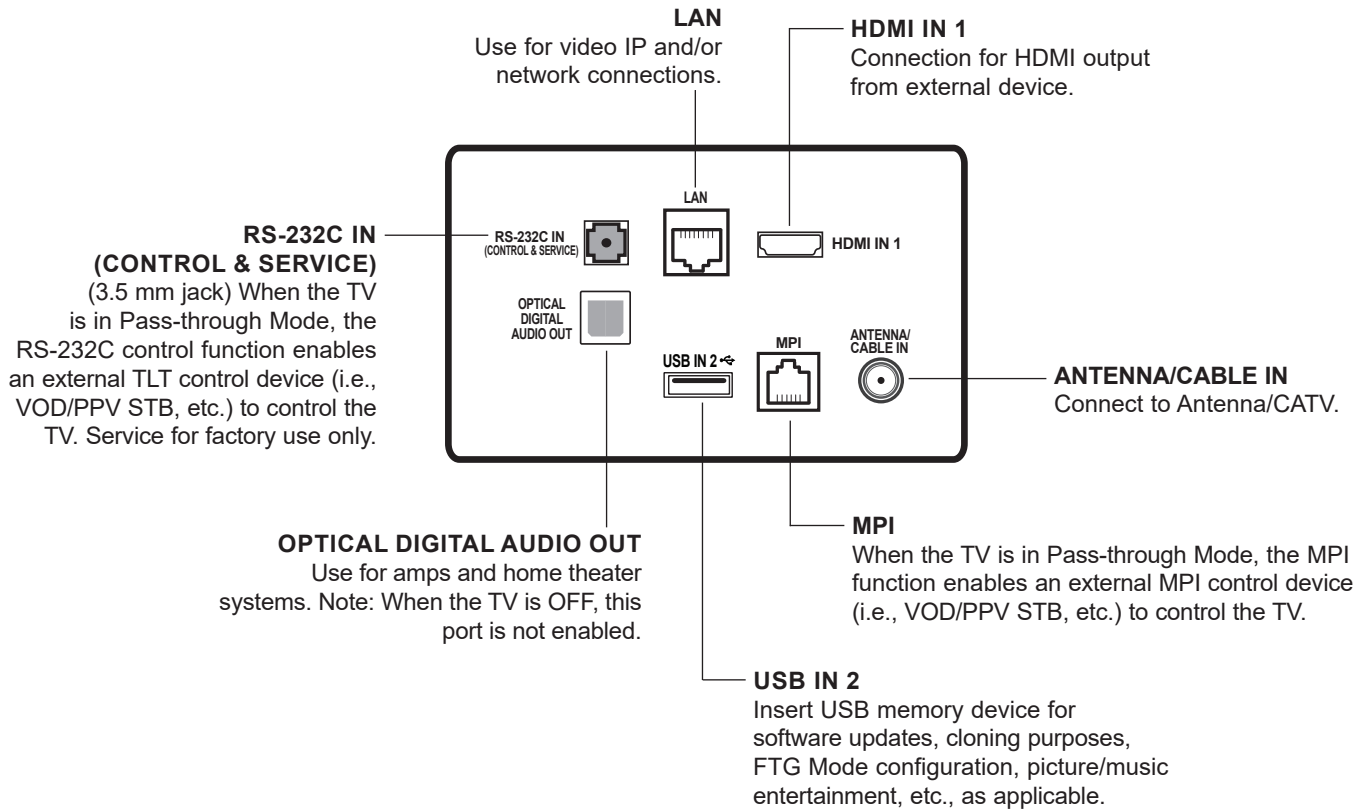 LAN
Use for video IP and/or
network connections.
HDMI IN 1
Connection for HDMI output
from external device.
RS-232C IN
(CONTROL & SERVICE)
(3.5 mm jack) When the TV
is in Pass-through Mode, the
RS-232C control function enables
an external TLT control device (i.e.,
VOD/PPV STB, etc.) to control the
TV. Service for factory use only.
LAN
RS-232C IN
(CONTROL & SERVICE)
HDMI IN 1
OPTICAL
DIGITAL
AUDIO OUT
USB IN 2
MPI
ANTENNA/
CABLE IN
ANTENNA/CABLE IN
Connect to Antenna/CATV.
OPTICAL DIGITAL AUDIO OUT
Use for amps and home theater
systems. Note: When the TV is OFF, this
port is not enabled.
MPI
When the TV is in Pass-through Mode, the MPI
function enables an external MPI control device
(i.e., VOD/PPV STB, etc.) to control the TV.
USB IN 2
Insert USB memory device for
software updates, cloning purposes,
FTG Mode configuration, picture/music
entertainment, etc., as applicable.